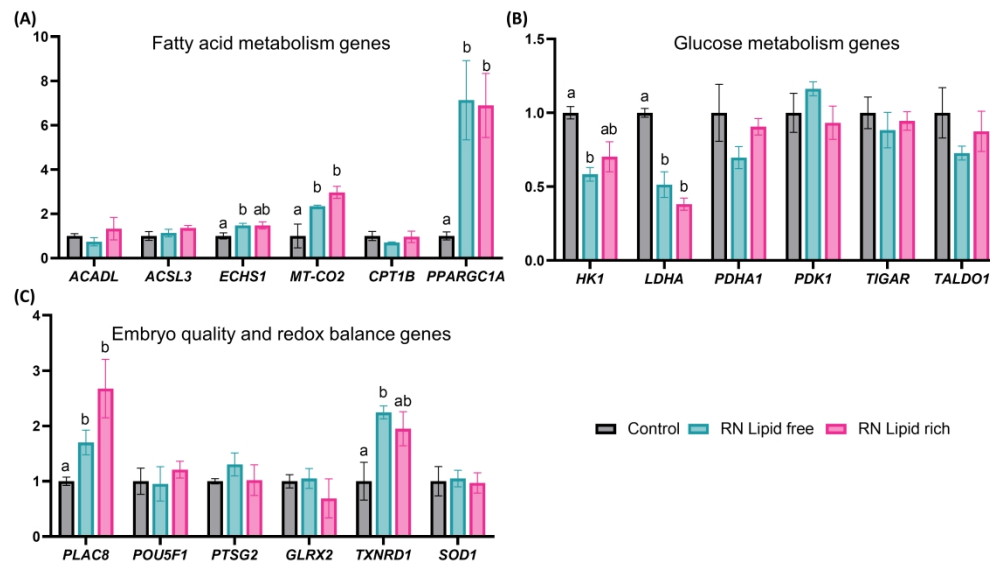 (A)
Fatty acid metabolism genes
10
8
6
4
2
0
a b ab
a b b
a b b
ACADL ACSL3 ECHS1 MT-CO2 CPT1B PPARGC1A
(B)
Glucose metabolism genes
1.5
1.0
0.5
0.0
a b ab
a b b
HK1 LDHA PDHA1 PDK1 TIGAR TALDO1
(C)
Embryo quality and redox balance genes
4
3
2
1
0
a b b
a b ab
PLAC8 POU5F1 PTSG2 GLRX2 TXNRD1 SOD1
Control RN Lipid free RN Lipid rich